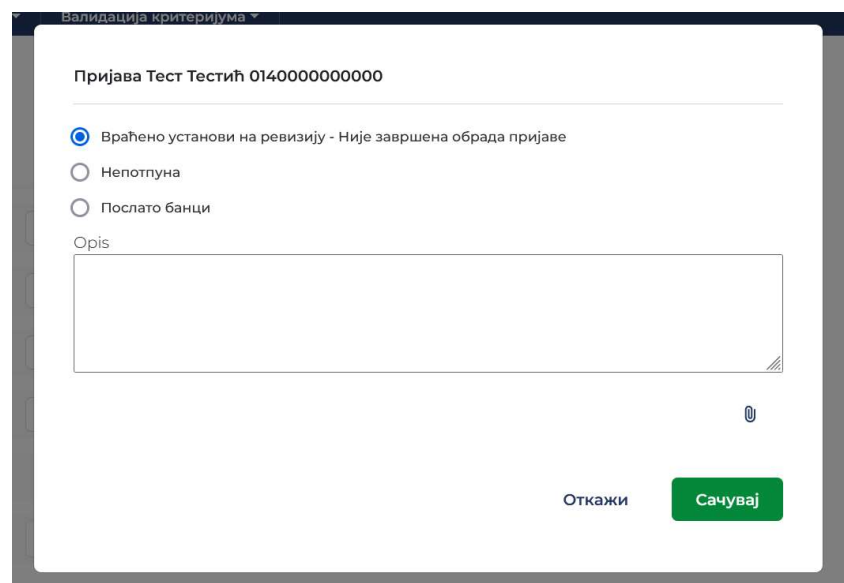 Валидација критеријума
Пријава Тест Тестић 0140000000000
Враћено установи на ревизију - Није завршена обрада пријаве
Непотпуна
Послато банци
Opis
Откажи
Сачувај